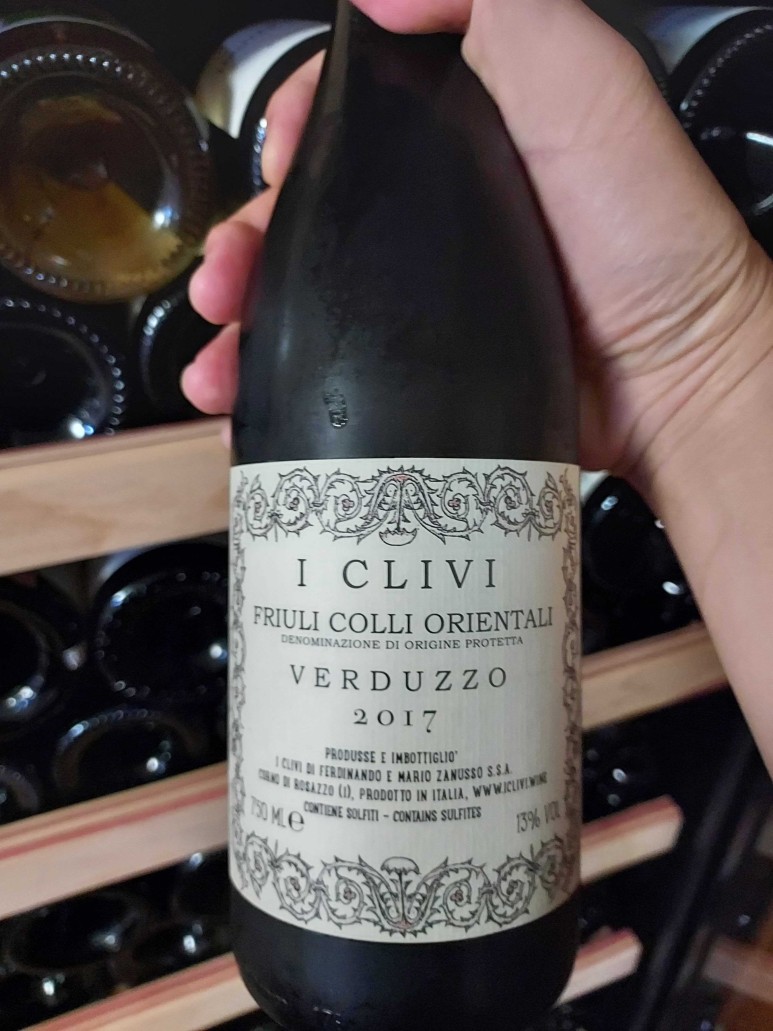 I CLIVI
FRIULI COLLI ORIENTALI
DENOMINAZIONE DI ORIGINE PROTETTA
VERDUZZO
2017
PRODUSSE E IMBOTTIGLIO'
I CLIVI DI FERDINANDO E MARIO ZANUSSO S.S.A.
CORNO DI ROSAZZO (I), PRODOTTO IN ITALIA, WWW.ICLIVI.WINE
CONTIENE SOLFITI - CONTAINS SULFITES
750 ML e 13% VOL